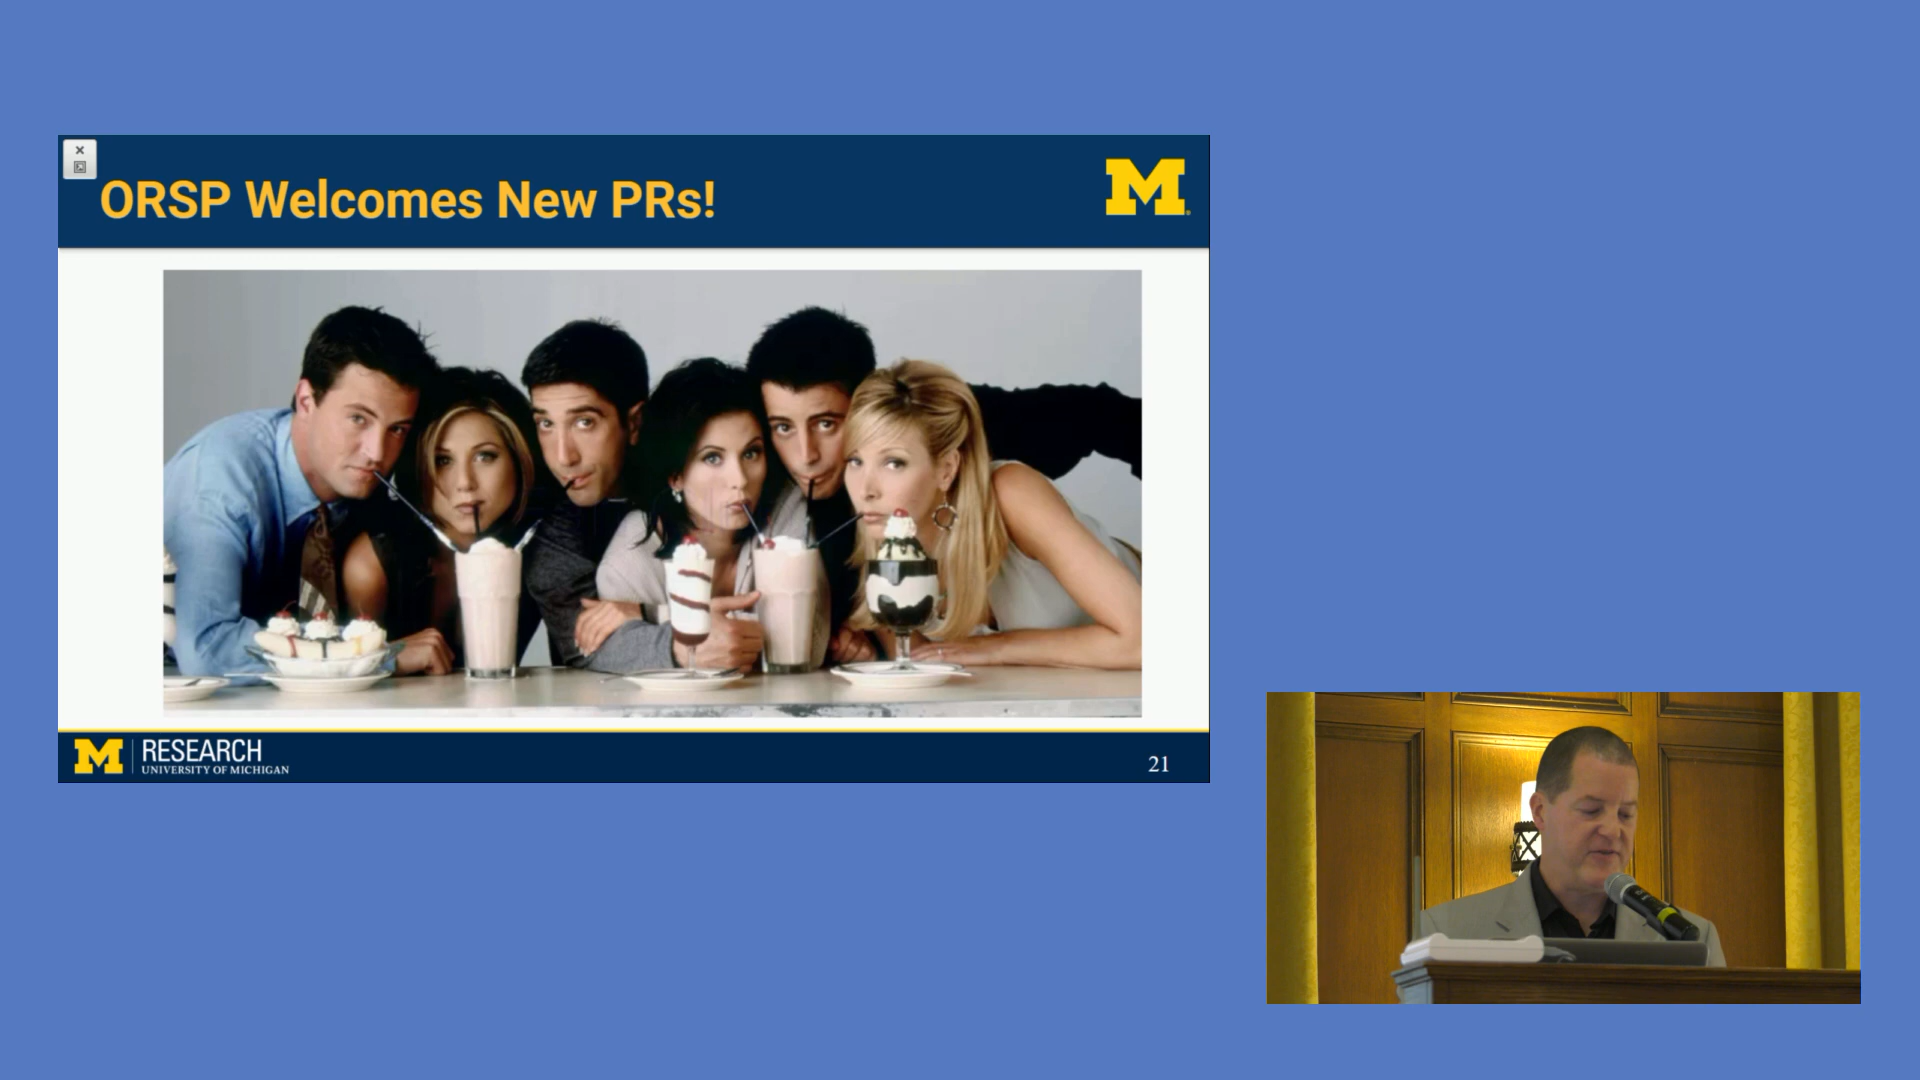 ORSP Welcomes New PRs!
M
M RESEARCH
UNIVERSITY OF MICHIGAN
21